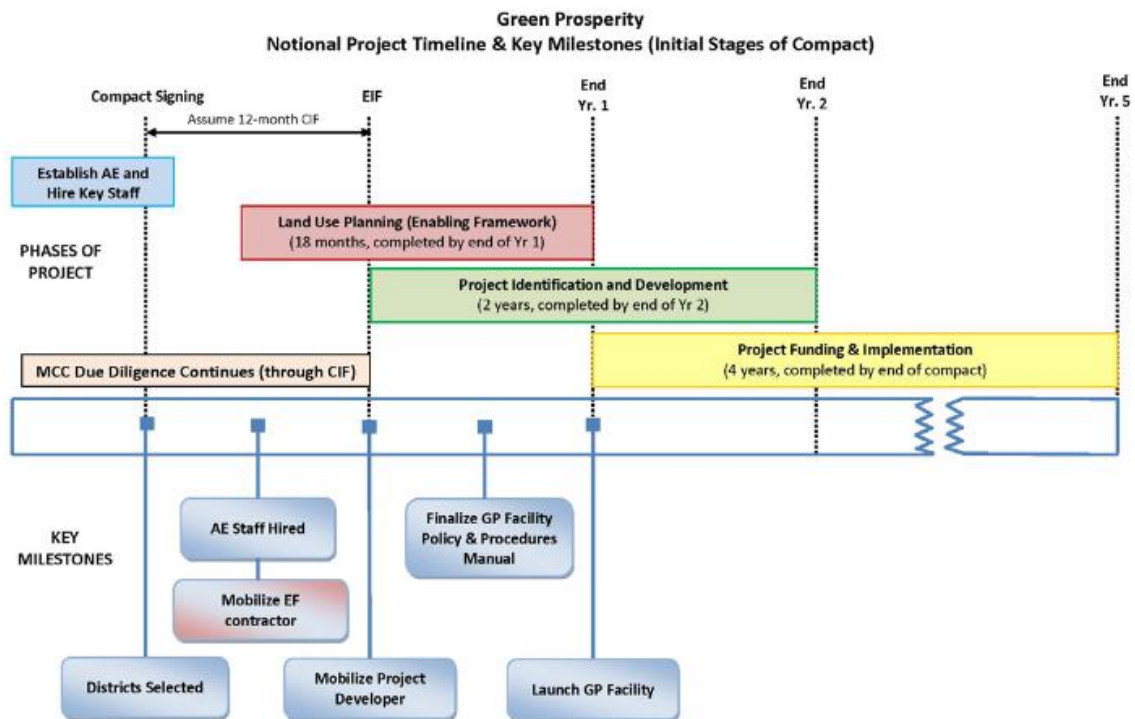 Green Prosperity
Notional Project Timeline & Key Milestones (Initial Stages of Compact)
Compact Signing
EIF
End
Yr. 1
End
Yr. 2
End
Yr. 5
Assume 12-month CIF
Establish AE and
Hire Key Staff
Land Use Planning (Enabling Framework)
(18 months, completed by end of Yr 1)
PHASES OF
PROJECT
Project Identification and Development
(2 years, completed by end of Yr 2)
Project Funding & Implementation
(4 years, completed by end of compact)
MCC Due Diligence Continues (through CIF)
KEY
MILESTONES
AE Staff Hired
Finalize GP Facility
Policy & Procedures
Manual
Mobilize EF
contractor
Districts Selected
Mobilize Project
Developer
Launch GP Facility